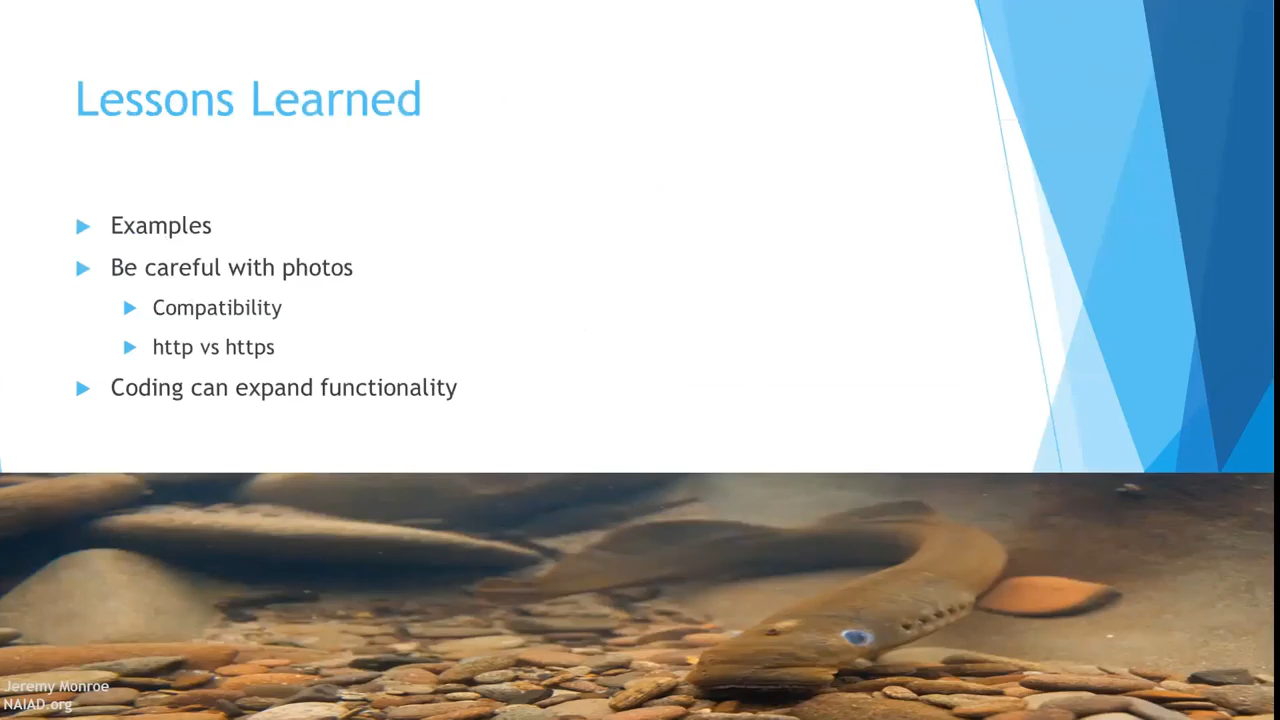 Lessons Learned
Examples
Be careful with photos
Compatibility
http vs https
Coding can expand functionality
Jeremy Monroe
NAIAD.org